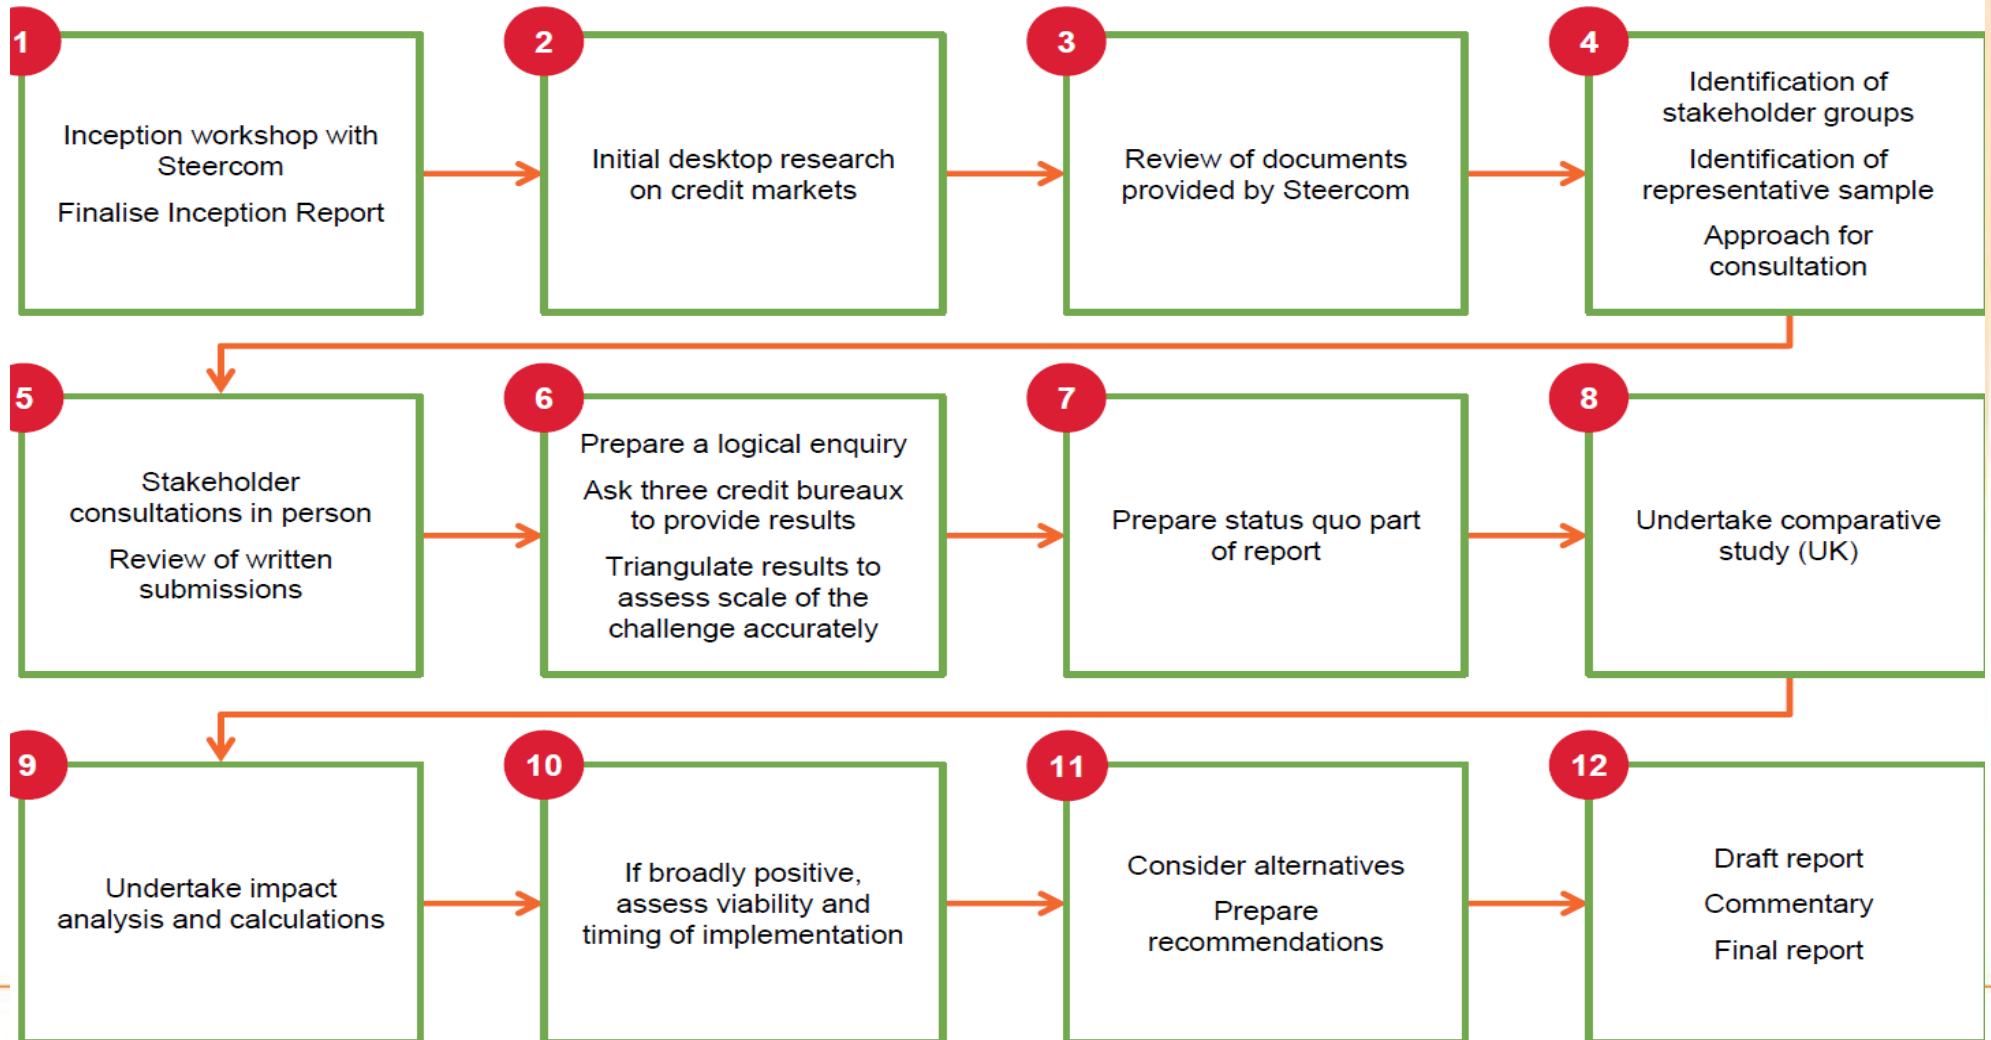 1
Inception workshop with
Steercom
Finalise Inception Report
2
Initial desktop research
on credit markets
3
Review of documents
provided by Steercom
4
Identification of
stakeholder groups
Identification of
representative sample
Approach for
consultation
5
Stakeholder
consultations in person
Review of written
submissions
6
Prepare a logical enquiry
Ask three credit bureaux
to provide results
Triangulate results to
assess scale of the
challenge accurately
7
Prepare status quo part
of report
8
Undertake comparative
study (UK)
9
Undertake impact
analysis and calculations
10
If broadly positive,
assess viability and
timing of implementation
11
Consider alternatives
Prepare
recommendations
12
Draft report
Commentary
Final report